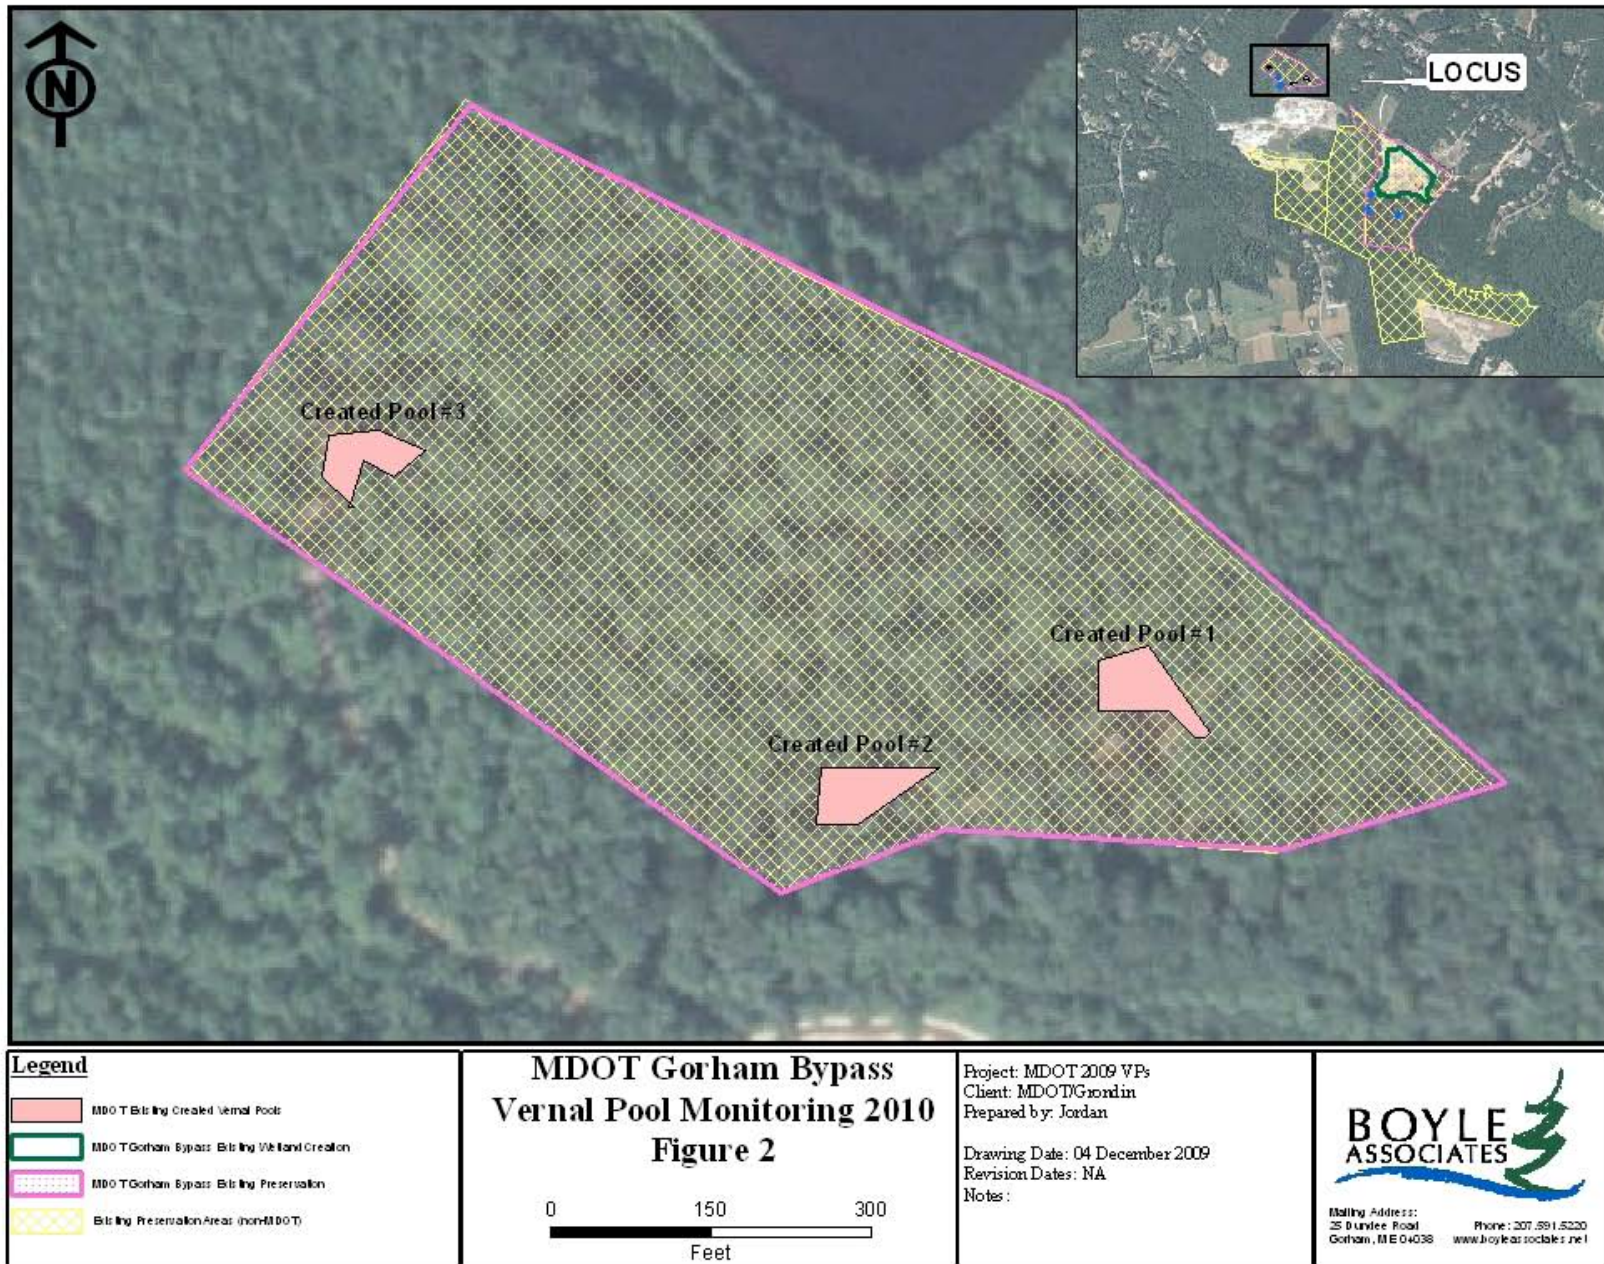 N
LOCUS
Created Pool #3
Created Pool #1
Created Pool #2
Legend
MDOT Existing Created Vernal Pools
MDOT Gorham Bypass Existing Wetland Creation
MDOT Gorham Bypass Existing Preservation
Existing Preservation Areas (non-MDOT)
MDOT Gorham Bypass
Vernal Pool Monitoring 2010
Figure 2
0 150 300
Feet
Project: MDOT 2009 VPs
Client: MDOT/Grondin
Prepared by: Jordan
Drawing Date: 04 December 2009
Revision Dates: NA
Notes:
BOYLE
ASSOCIATES
Mailing Address:
25 Dundee Road Phone: 207.591.5220
Gorham, ME 04038 www.boyleassociates.net